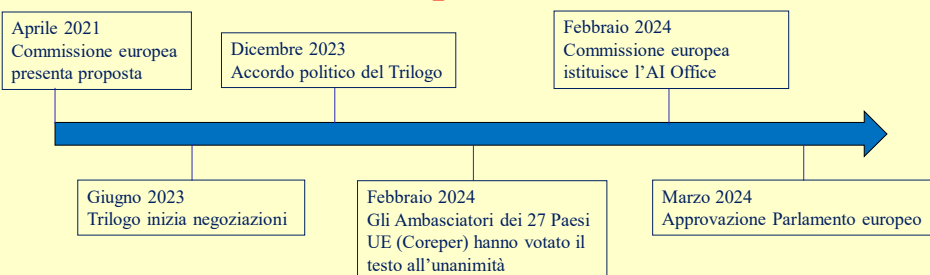 Aprile 2021
Commissione europea
presenta proposta
Dicembre 2023
Accordo politico del Trilogo
Febbraio 2024
Commissione europea
istituisce l'AI Office
Giugno 2023
Trilogo inizia negoziazioni
Febbraio 2024
Gli Ambasciatori dei 27 Paesi
UE (Coreper) hanno votato il
testo all'unanimità
Marzo 2024
Approvazione Parlamento europeo